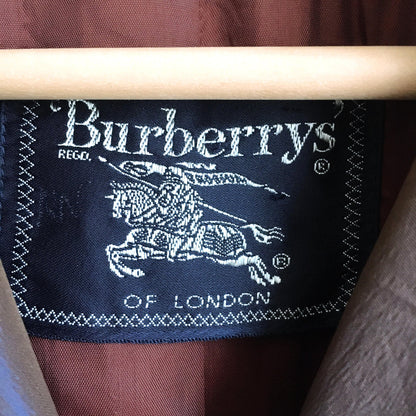 Burberrys®
REGD.
®
OF LONDON